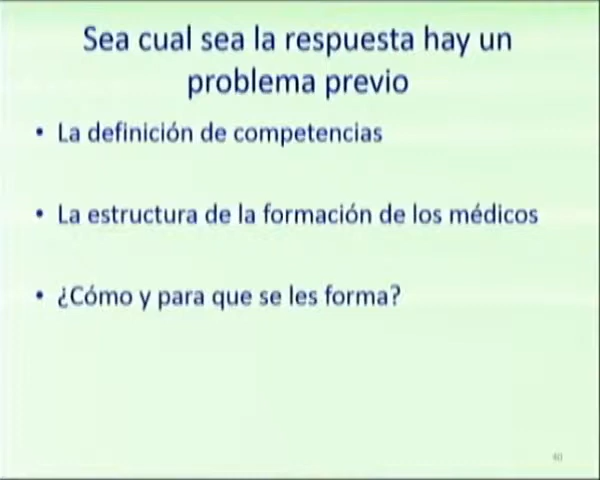 Sea cual sea la respuesta hay un
problema previo
• La definición de competencias
• La estructura de la formación de los médicos
• ¿Cómo y para que se les forma?
40